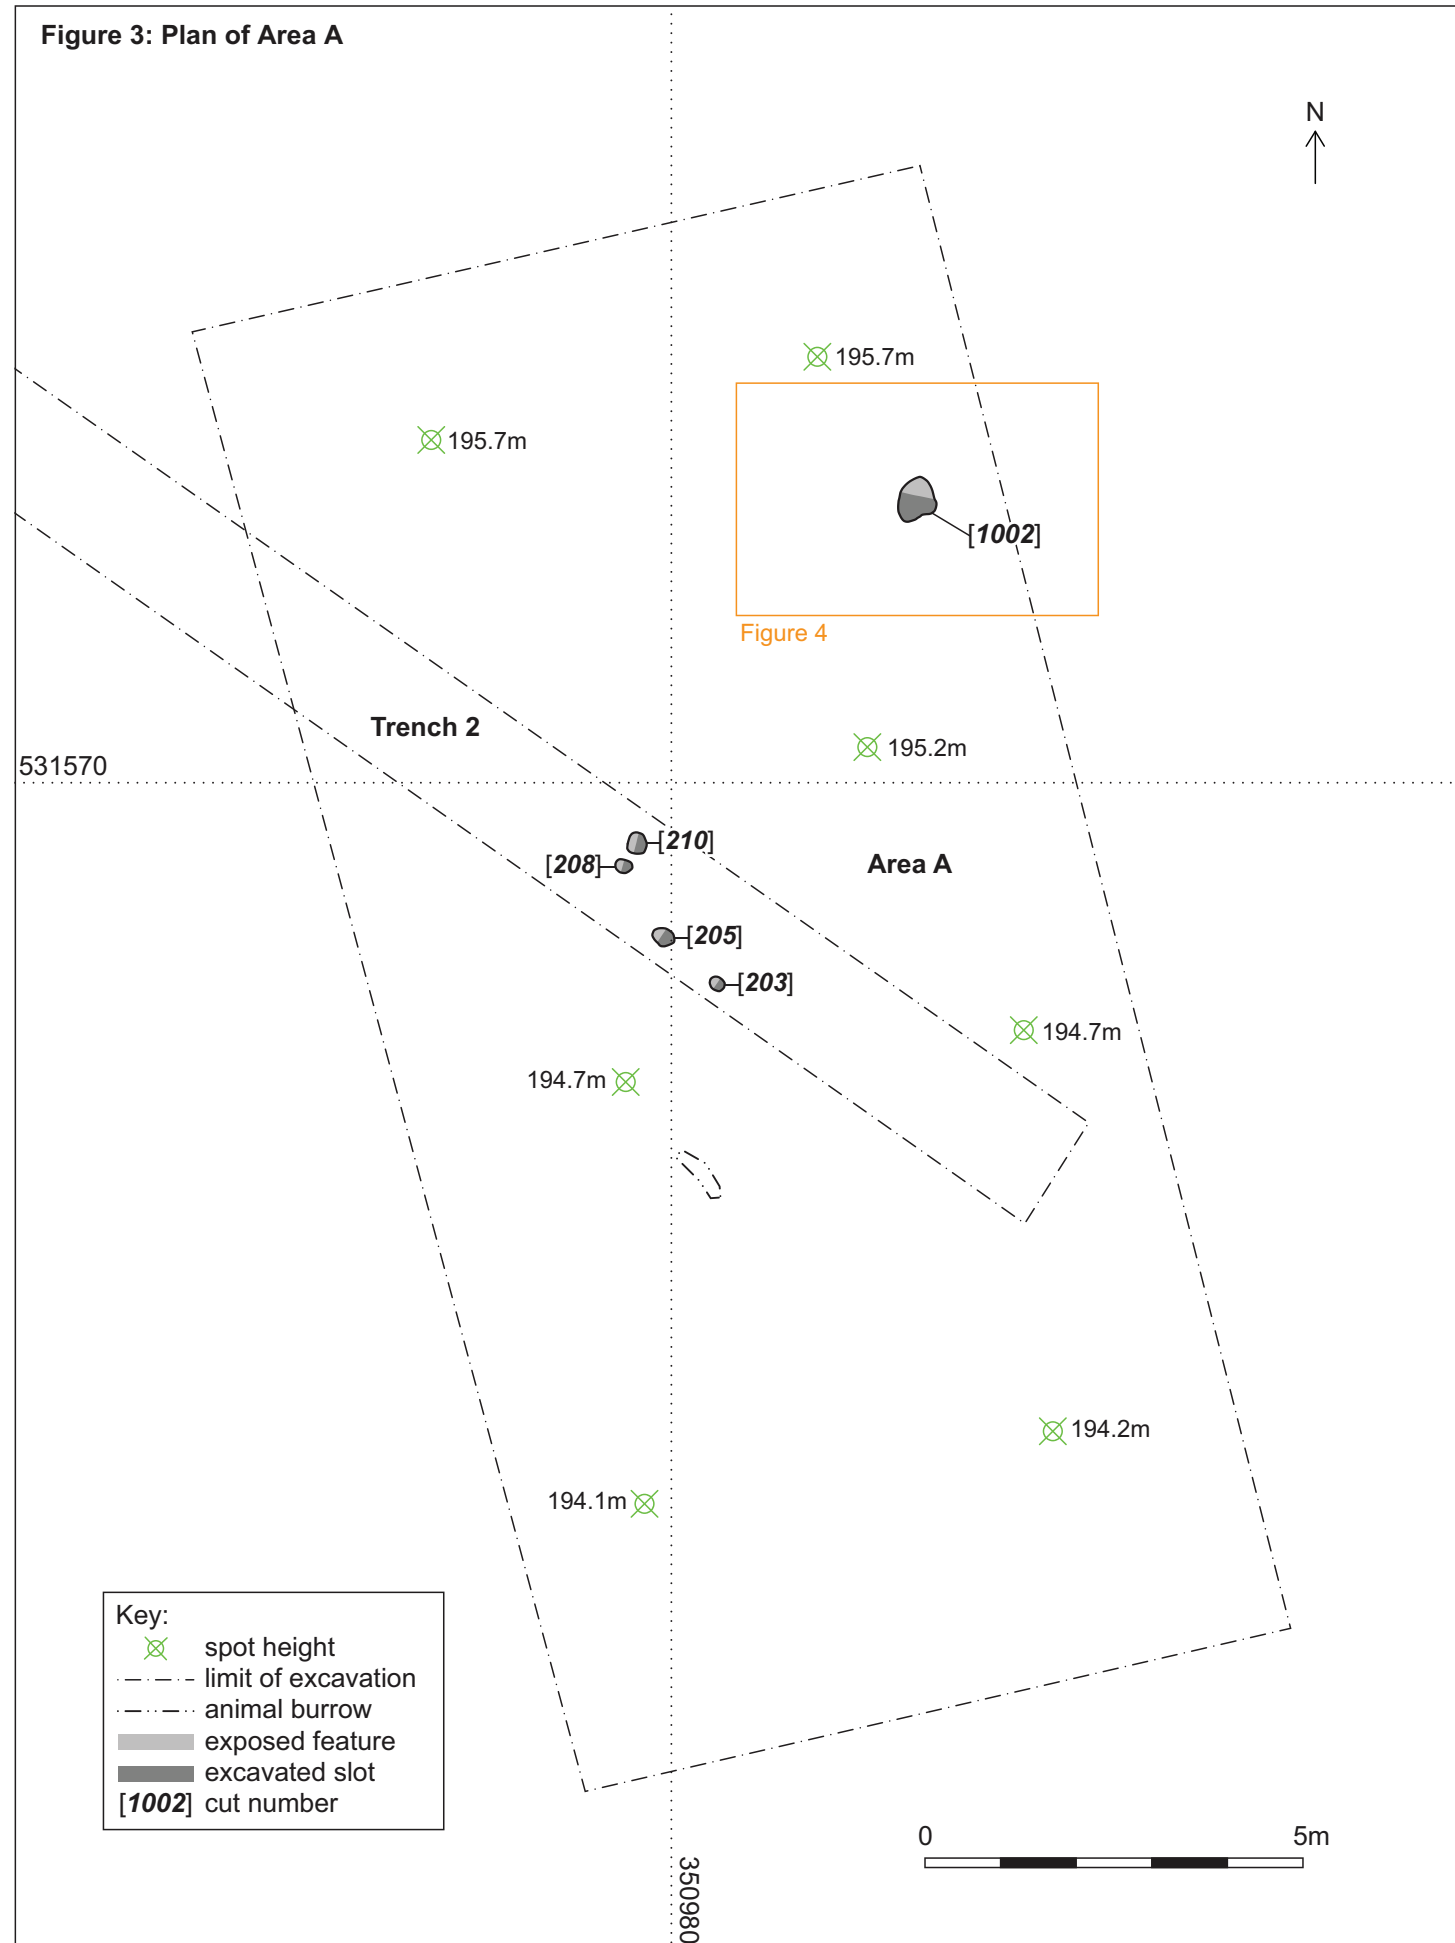 Figure 3: Plan of Area A
N
195.7m
195.7m
[1002]
Figure 4
Trench 2
195.2m
531570
[210]
[208]
Area A
[205]
[203]
194.7m
194.7m
194.2m
194.1m
Key:
spot height
limit of excavation
animal burrow
exposed feature
excavated slot
[1002] cut number
0 5m
350980